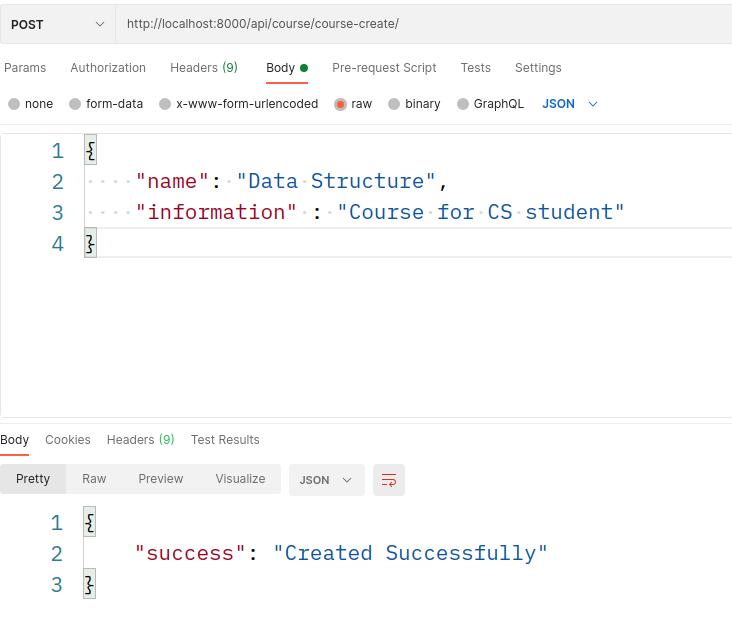 POST http://localhost:8000/api/course/course-create/
Params Authorization Headers (9) Body Pre-request Script Tests Settings
none form-data x-www-form-urlencoded raw binary GraphQL JSON
1 {
2 "name": "Data Structure",
3 "information" : "Course for CS student"
4 }
Body Cookies Headers (9) Test Results
Pretty Raw Preview Visualize JSON
1 {
2 "success": "Created Successfully"
3 }